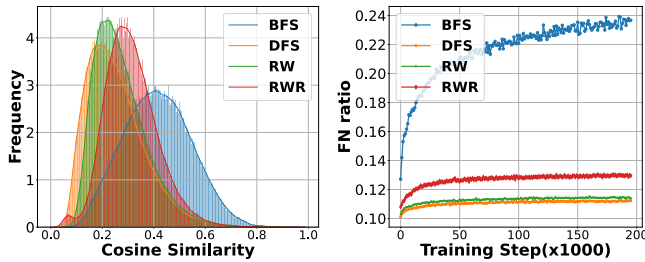 Frequency
4
3
2
1
0
0.0 0.2 0.4 0.6 0.8 1.0
Cosine Similarity
BFS
DFS
RW
RWR
FN ratio
0.24
0.22
0.20
0.18
0.16
0.14
0.12
0.10
0 50 100 150 200
Training Step(x1000)
BFS
DFS
RW
RWR